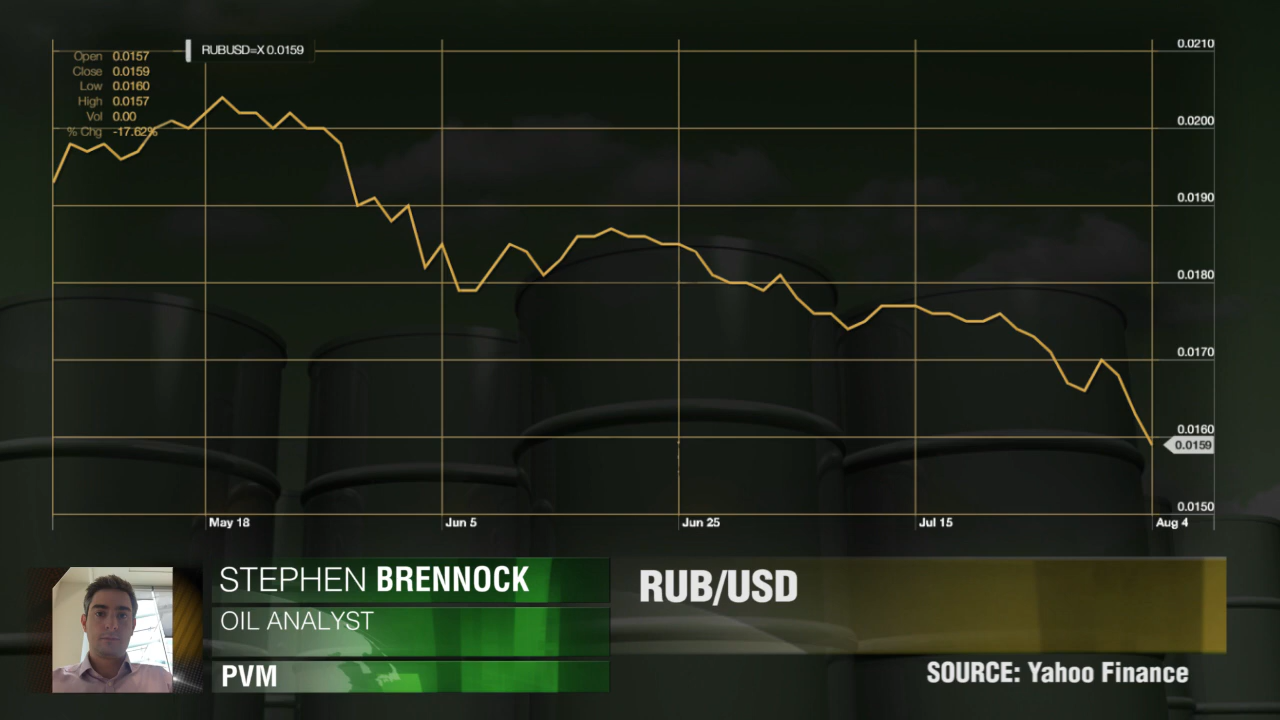 RUBUSD=X 0.0159
Open 0.0157
Close 0.0159
Low 0.0160
High 0.0157
Vol 0.00
% Chg -17.62%
0.0210
0.0200
0.0190
0.0180
0.0170
0.0160
0.0159
0.0150
May 18
Jun 5
Jun 25
Jul 15
Aug 4
STEPHEN BRENNOCK
OIL ANALYST
PVM
RUB/USD
SOURCE: Yahoo Finance